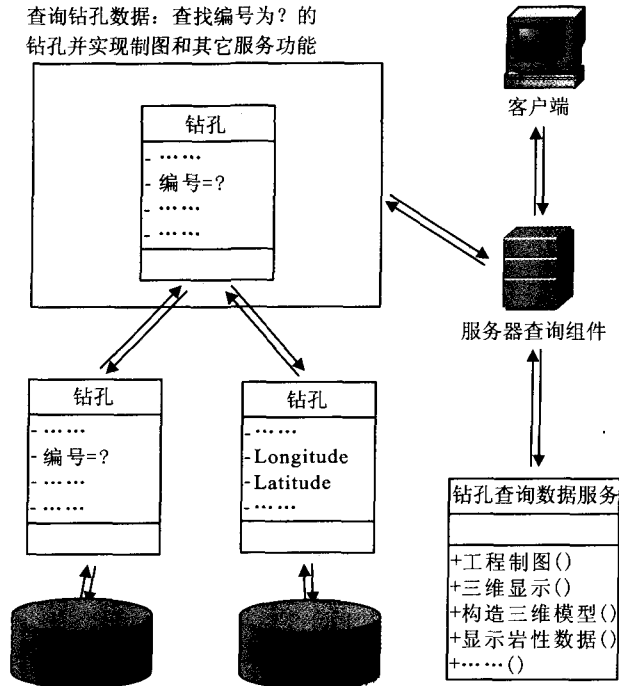 查询钻孔数据：查找编号为？的
钻孔并实现制图和其它服务功能
客户端
钻孔
- ……
- 编号=?
- ……
- ……
服务器查询组件
钻孔
- ……
- 编号=?
- ……
- ……
钻孔
- ……
-Longitude
-Latitude
- ……
钻孔查询数据服务
+工程制图()
+三维显示()
+构造三维模型()
+显示岩性数据()
+……()